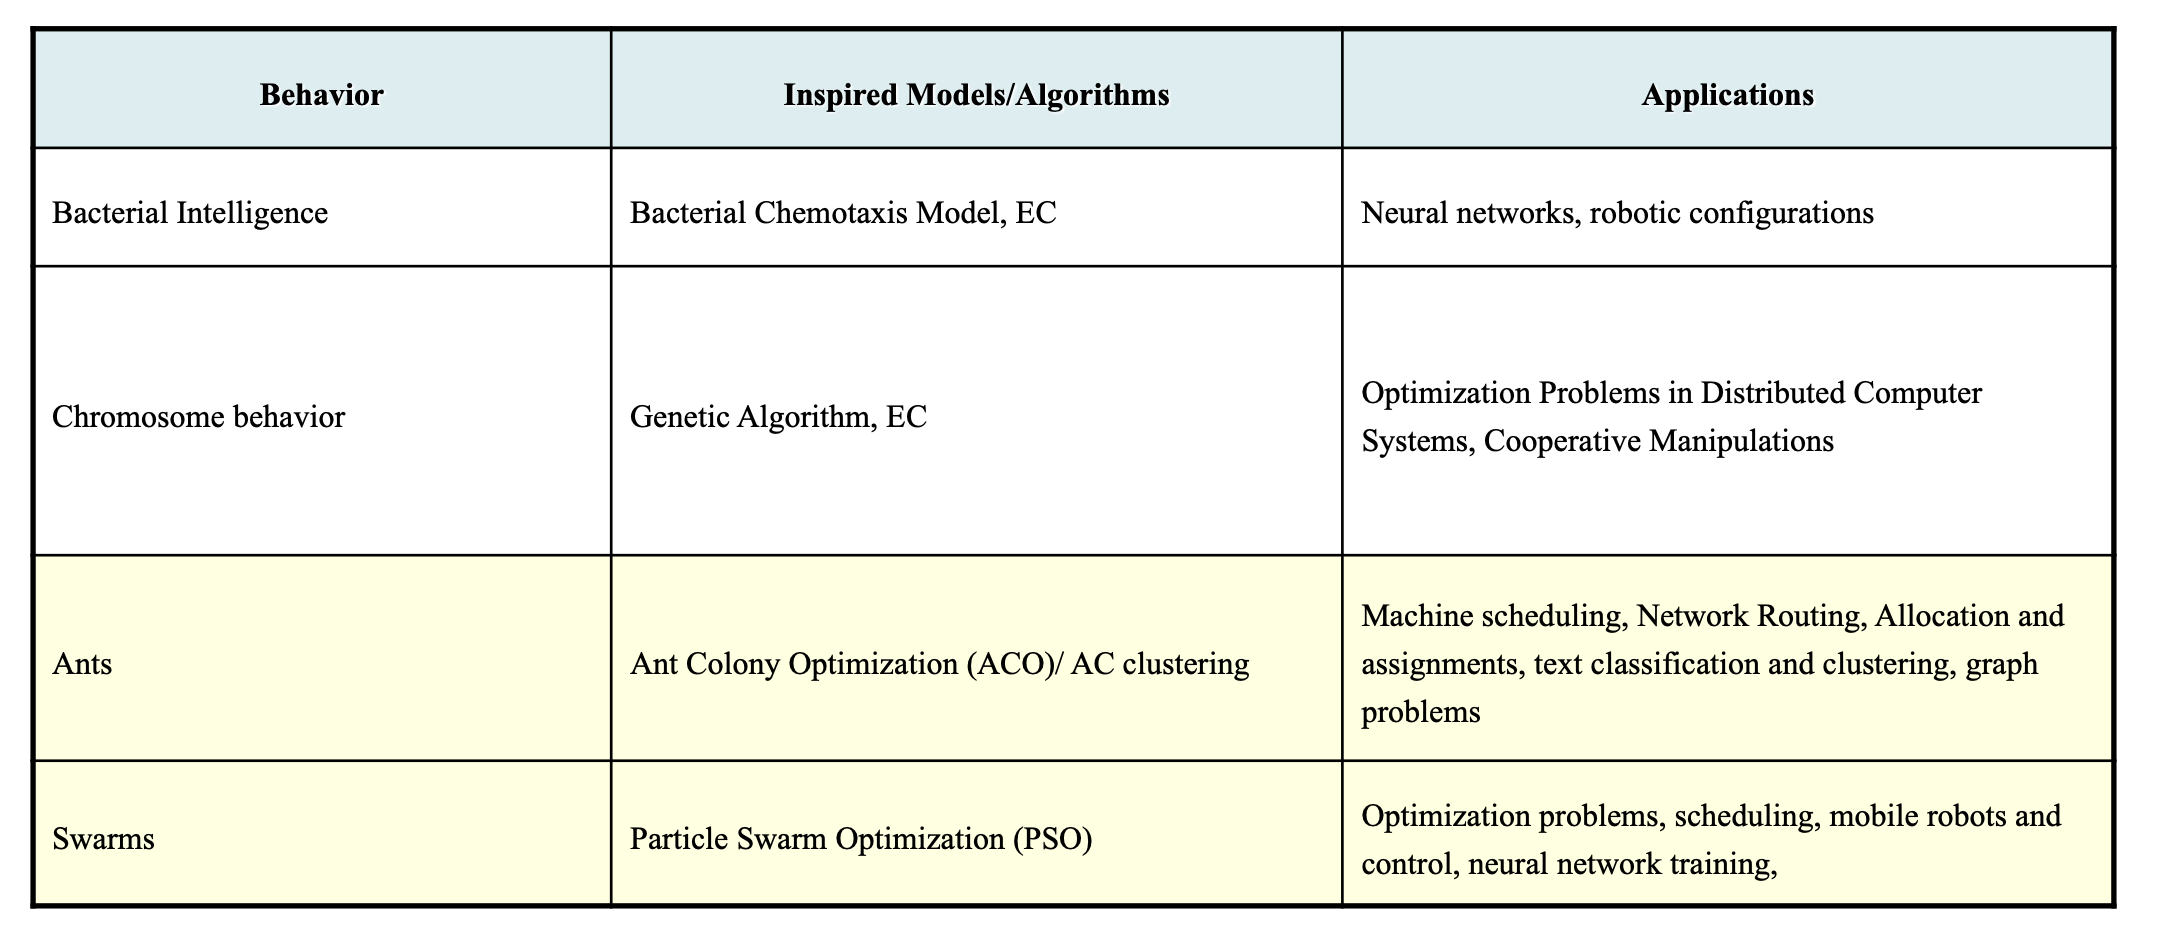 Behavior
Inspired Models/Algorithms
Applications
Bacterial Intelligence
Bacterial Chemotaxis Model, EC
Neural networks, robotic configurations
Chromosome behavior
Genetic Algorithm, EC
Optimization Problems in Distributed Computer
Systems, Cooperative Manipulations
Ants
Ant Colony Optimization (ACO)/ AC clustering
Machine scheduling, Network Routing, Allocation and
assignments, text classification and clustering, graph
problems
Swarms
Particle Swarm Optimization (PSO)
Optimization problems, scheduling, mobile robots and
control, neural network training,